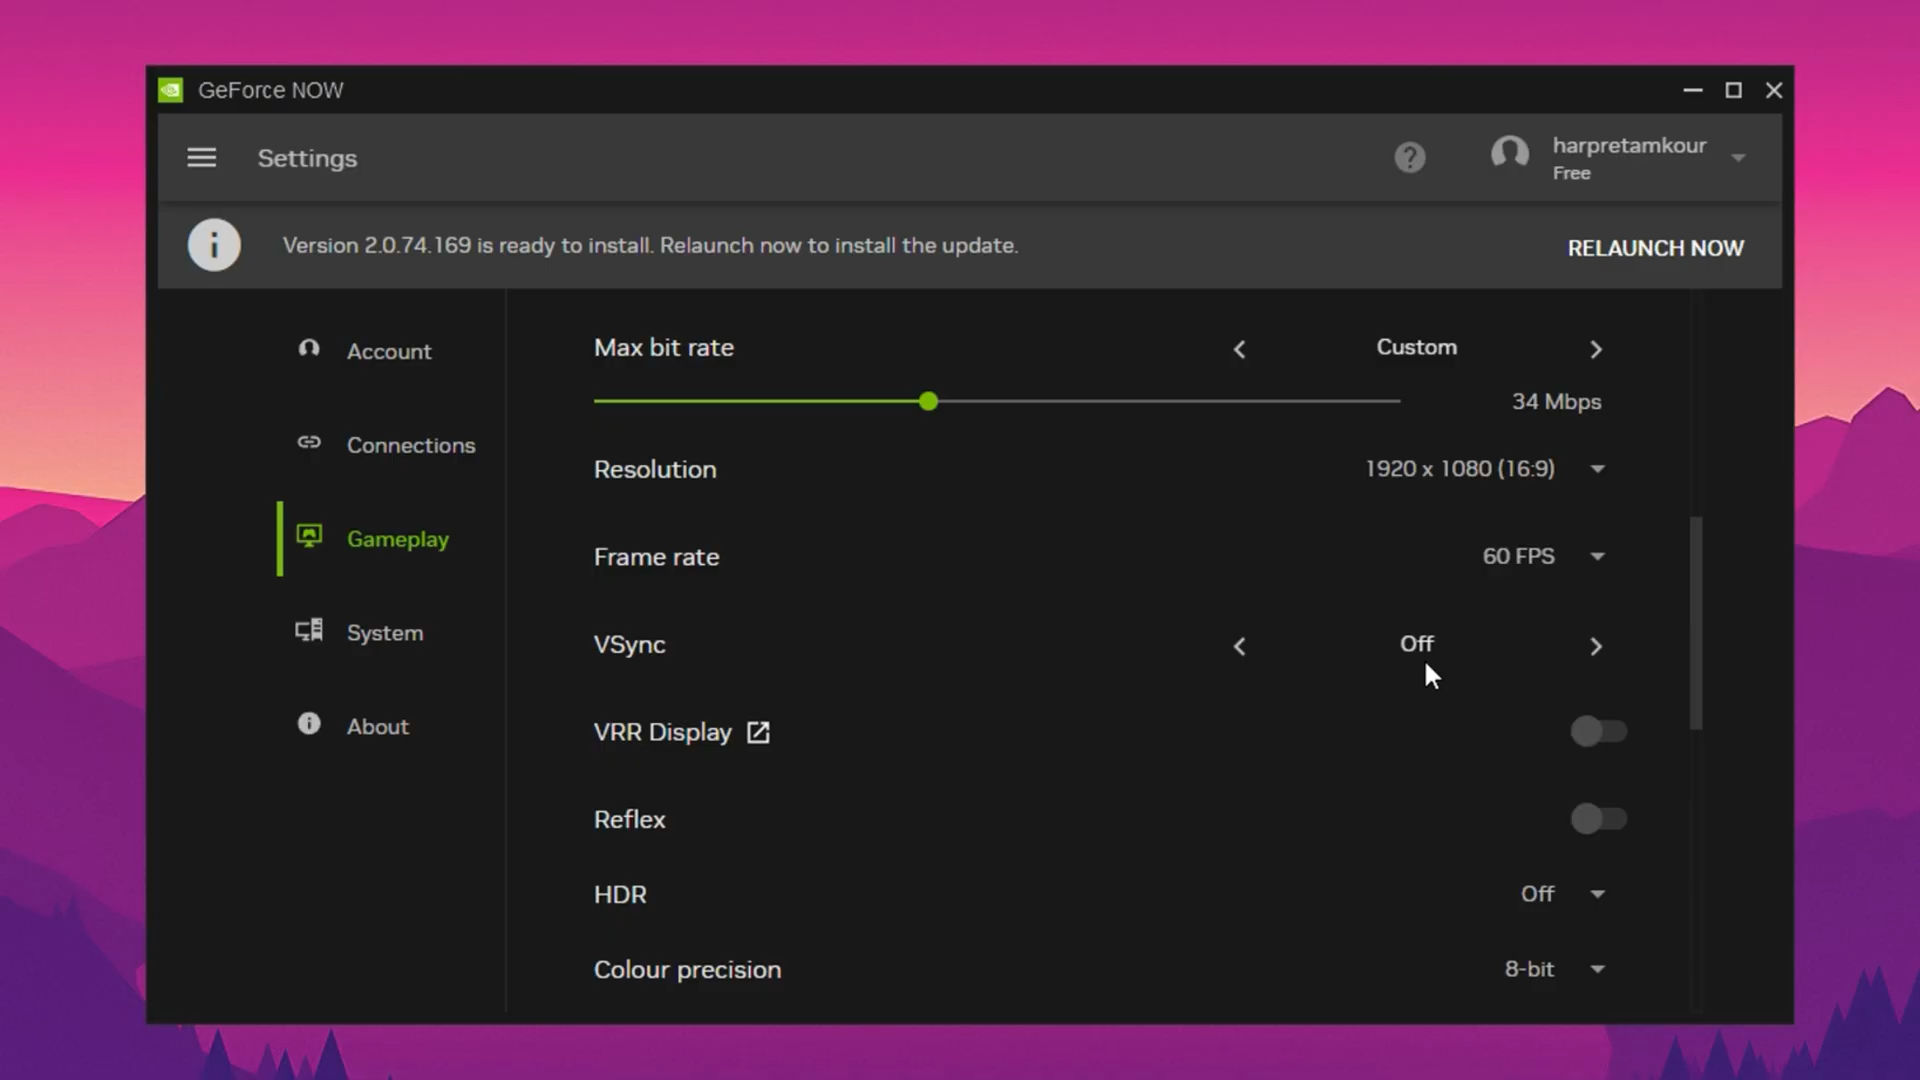 GeForce NOW
Settings
harpretamkour
Free
Version 2.0.74.169 is ready to install. Relaunch now to install the update.
RELAUNCH NOW
Account
Connections
Gameplay
System
About
Max bit rate
Custom
34 Mbps
Resolution
1920 x 1080 (16:9)
Frame rate
60 FPS
VSync
Off
VRR Display
Reflex
HDR
Off
Colour precision
8-bit